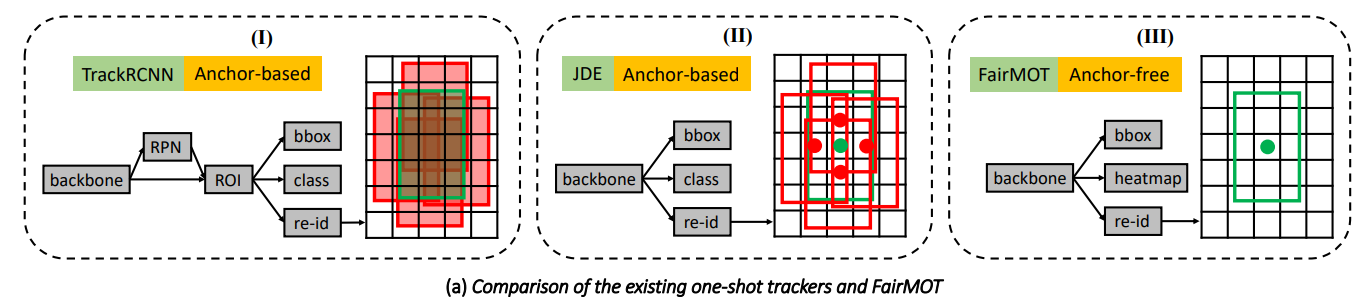 (I)
TrackRCNN Anchor-based
backbone
RPN
ROI
bbox
class
re-id
(II)
JDE Anchor-based
backbone
bbox
class
re-id
(III)
FairMOT Anchor-free
backbone
bbox
heatmap
re-id
(a) Comparison of the existing one-shot trackers and FairMOT